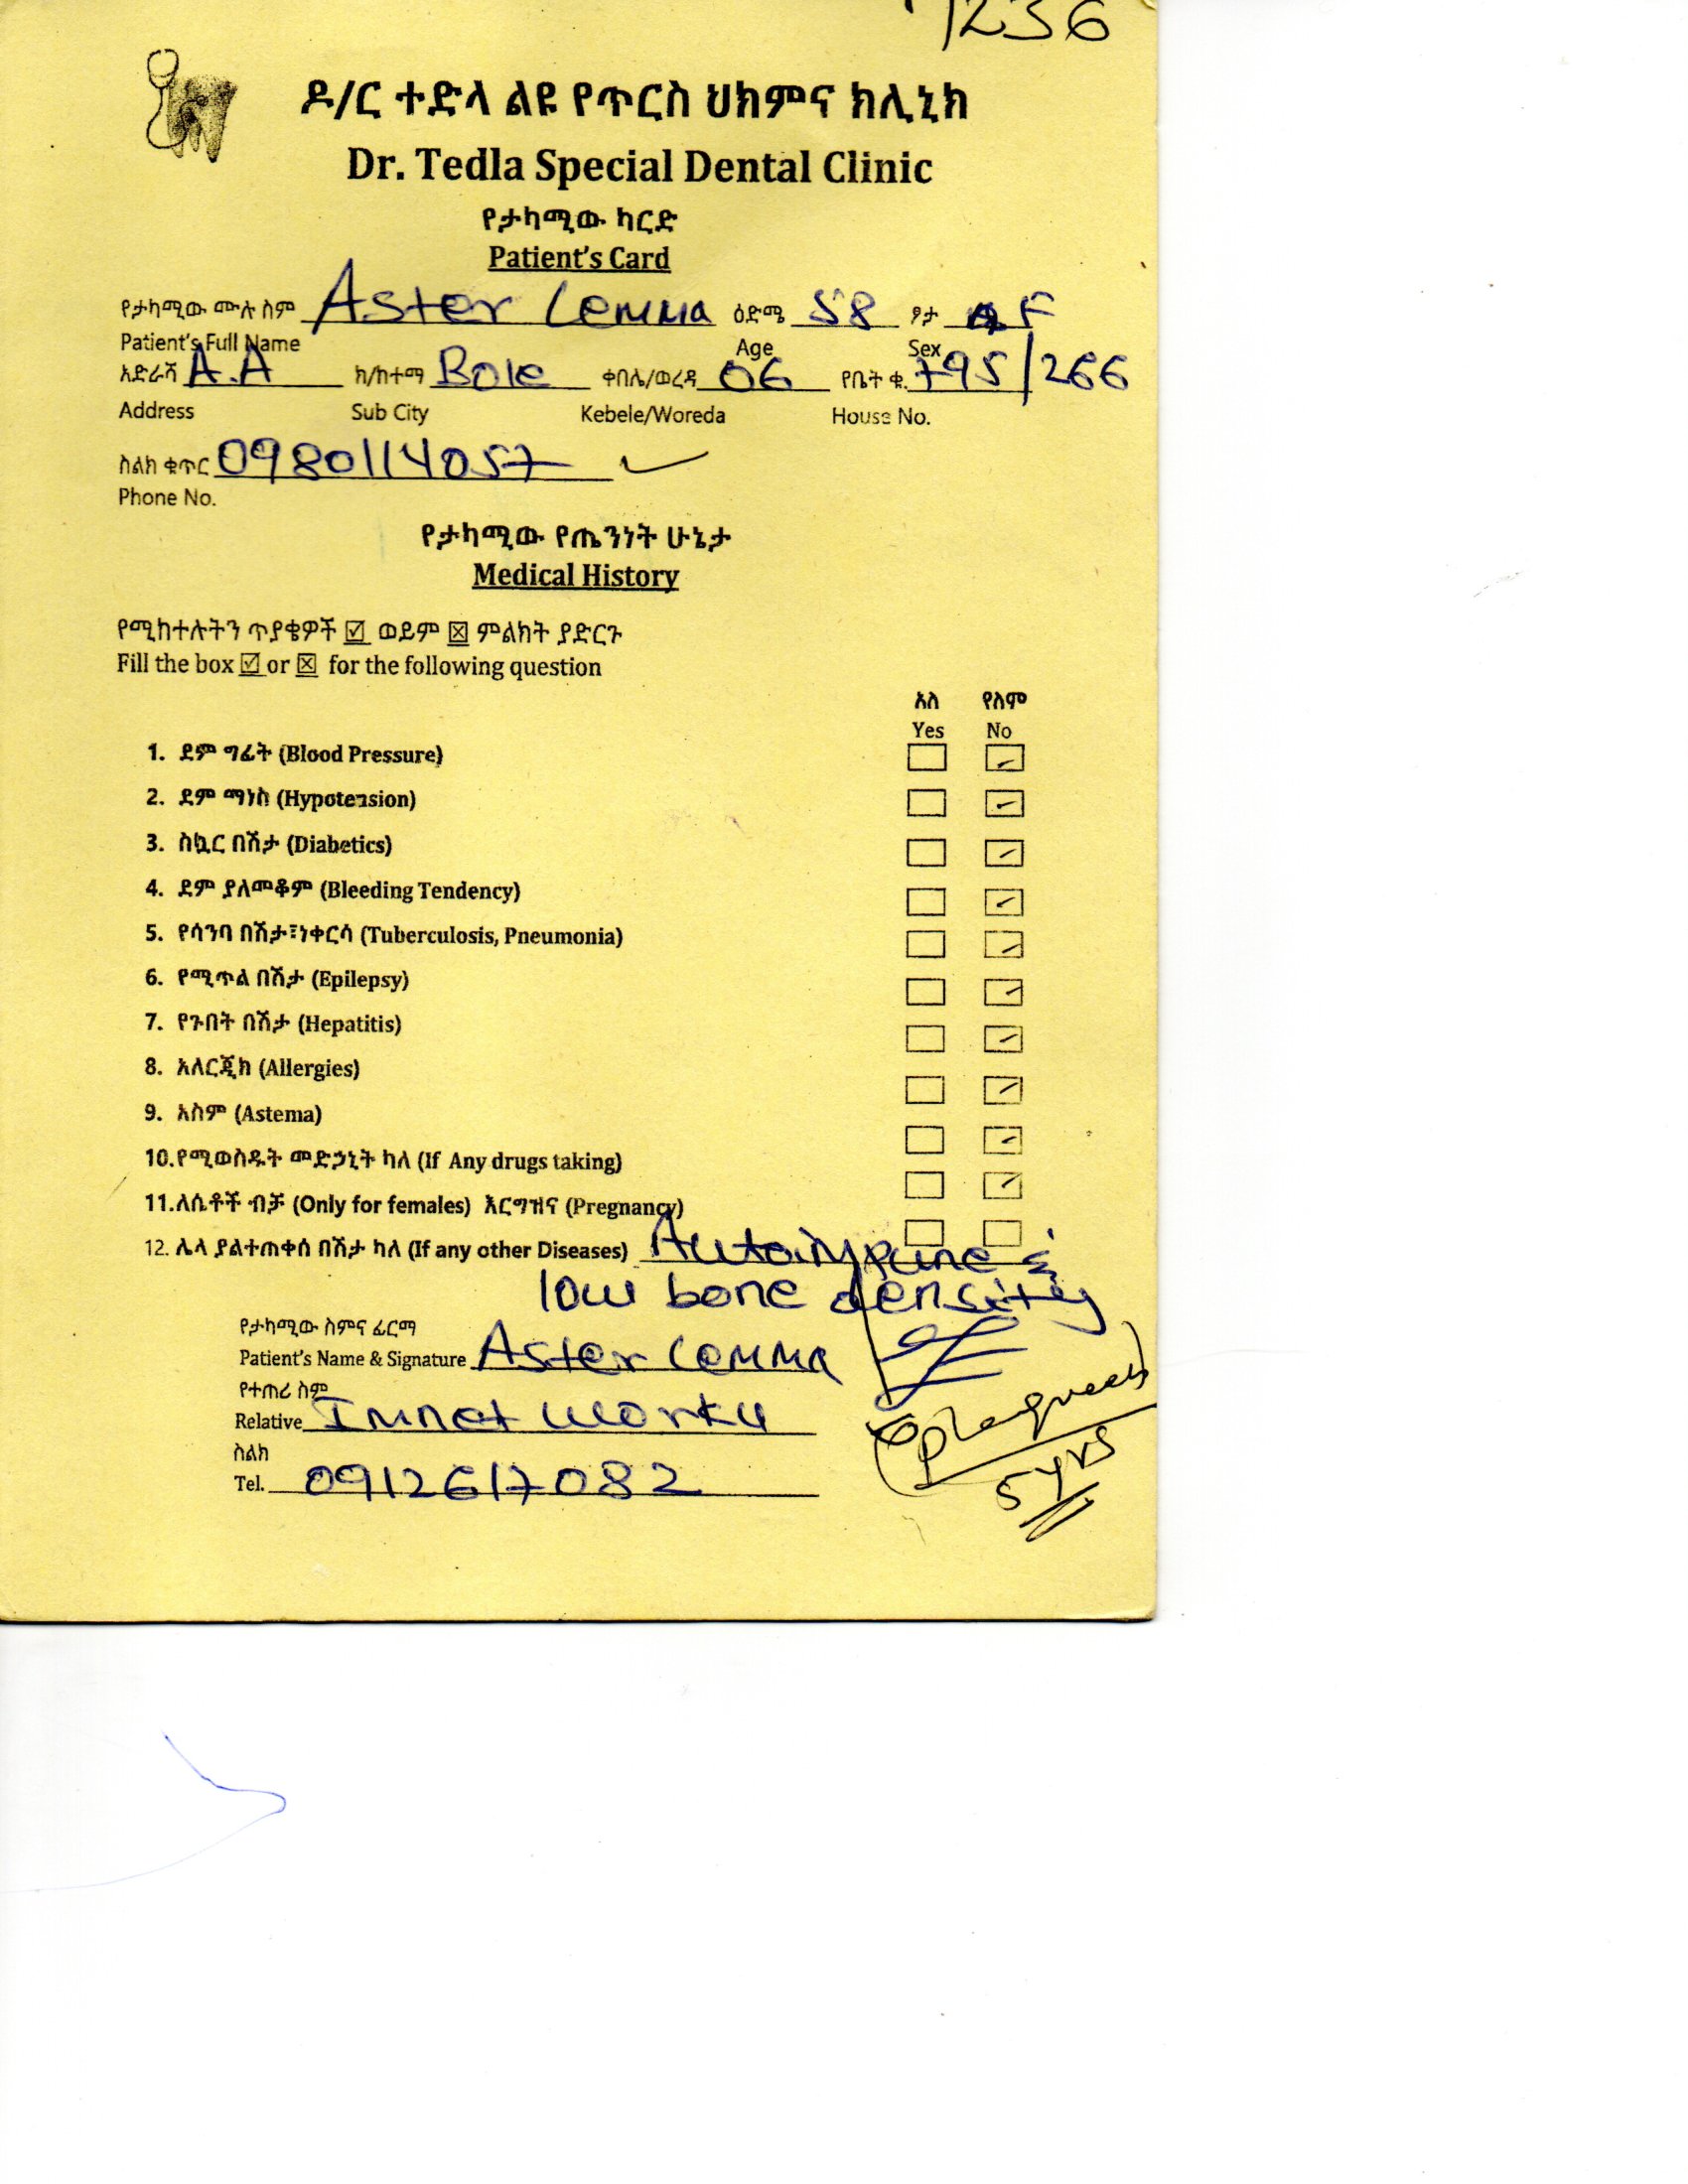 1236
ዶ/ር ተድላ ልዩ የጥርስ ህክምና ክሊኒክ
Dr. Tedla Special Dental Clinic
የታካሚው ካርድ
Patient's Card
የታካሚው ሙሉ ስም Aster Lemma ዕድሜ 58 ፆታ F
Patient's Full Name Age Sex
አድራሻ A.A ክ/ከተማ Bole ቀበሌ/ወረዳ 06 የቤት ቁ. 795/266
Address Sub City Kebele/Woreda House No.
ስልክ ቁጥር 0980114057
Phone No.
የታካሚው የጤንነት ሁኔታ
Medical History
የሚከተሉትን ጥያቄዎች ☑ ወይም ☒ ምልክት ያድርጉ
Fill the box ☑ or ☒ for the following question
አለ የለም
Yes No
1. ደም ግፊት (Blood Pressure)
2. ደም ማነስ (Hypotension)
3. ስኳር በሽታ (Diabetics)
4. ደም ያለመቆም (Bleeding Tendency)
5. የሳንባ በሽታ፣ነቀርሳ (Tuberculosis, Pneumonia)
6. የሚጥል በሽታ (Epilepsy)
7. የጉበት በሽታ (Hepatitis)
8. አለርጂክ (Allergies)
9. አስም (Astema)
10.የሚወስዱት መድኃኒት ካለ (If Any drugs taking)
11.ለሴቶች ብቻ (Only for females) እርግዝና (Pregnancy)
12. ሌላ ያልተጠቀሰ በሽታ ካለ (If any other Diseases) Autoimmune &
low bone density
የታካሚው ስምና ፊርማ
Patient's Name & Signature Aster Lemma
የተጠሪ ስም
Relative Imnet Worku
ስልክ
Tel. 0912617082
5 yrs